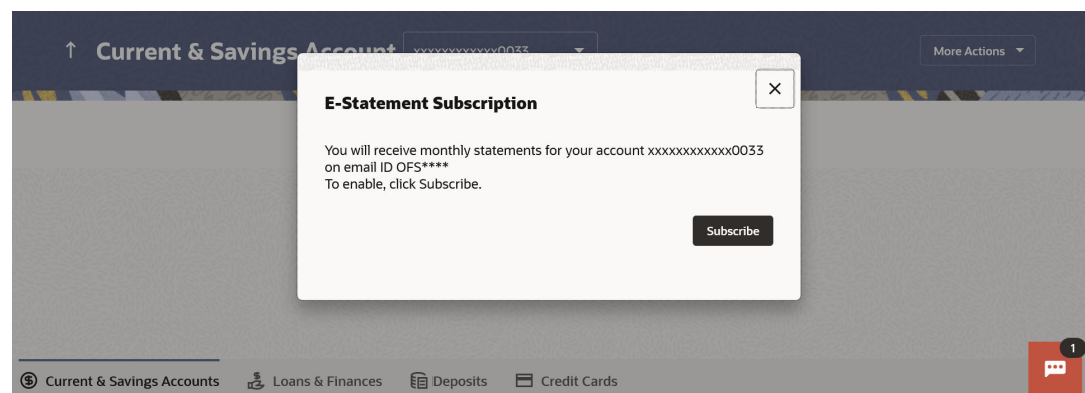 Current & Savings Account
xxxxxxxxxxxx0033
More Actions
E-Statement Subscription
You will receive monthly statements for your account xxxxxxxxxxxx0033
on email ID OFS****
To enable, click Subscribe.
Subscribe
1
Current & Savings Accounts
Loans & Finances
Deposits
Credit Cards